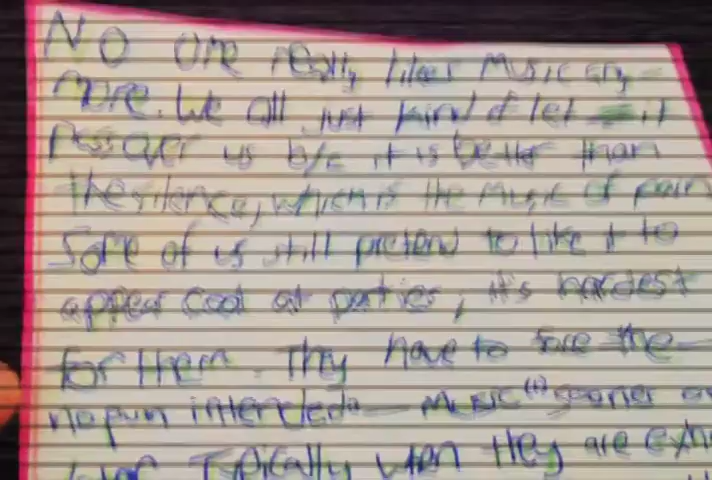 No one really likes music any
more. We all just kind of let it
pass over us b/c it is better than
the silence, which is the music of pain
Some of us still pretend to like it to
appear cool at parties; it's hardest
for them. They have to face the —
no pun intended — music sooner or
later. Typically when they are